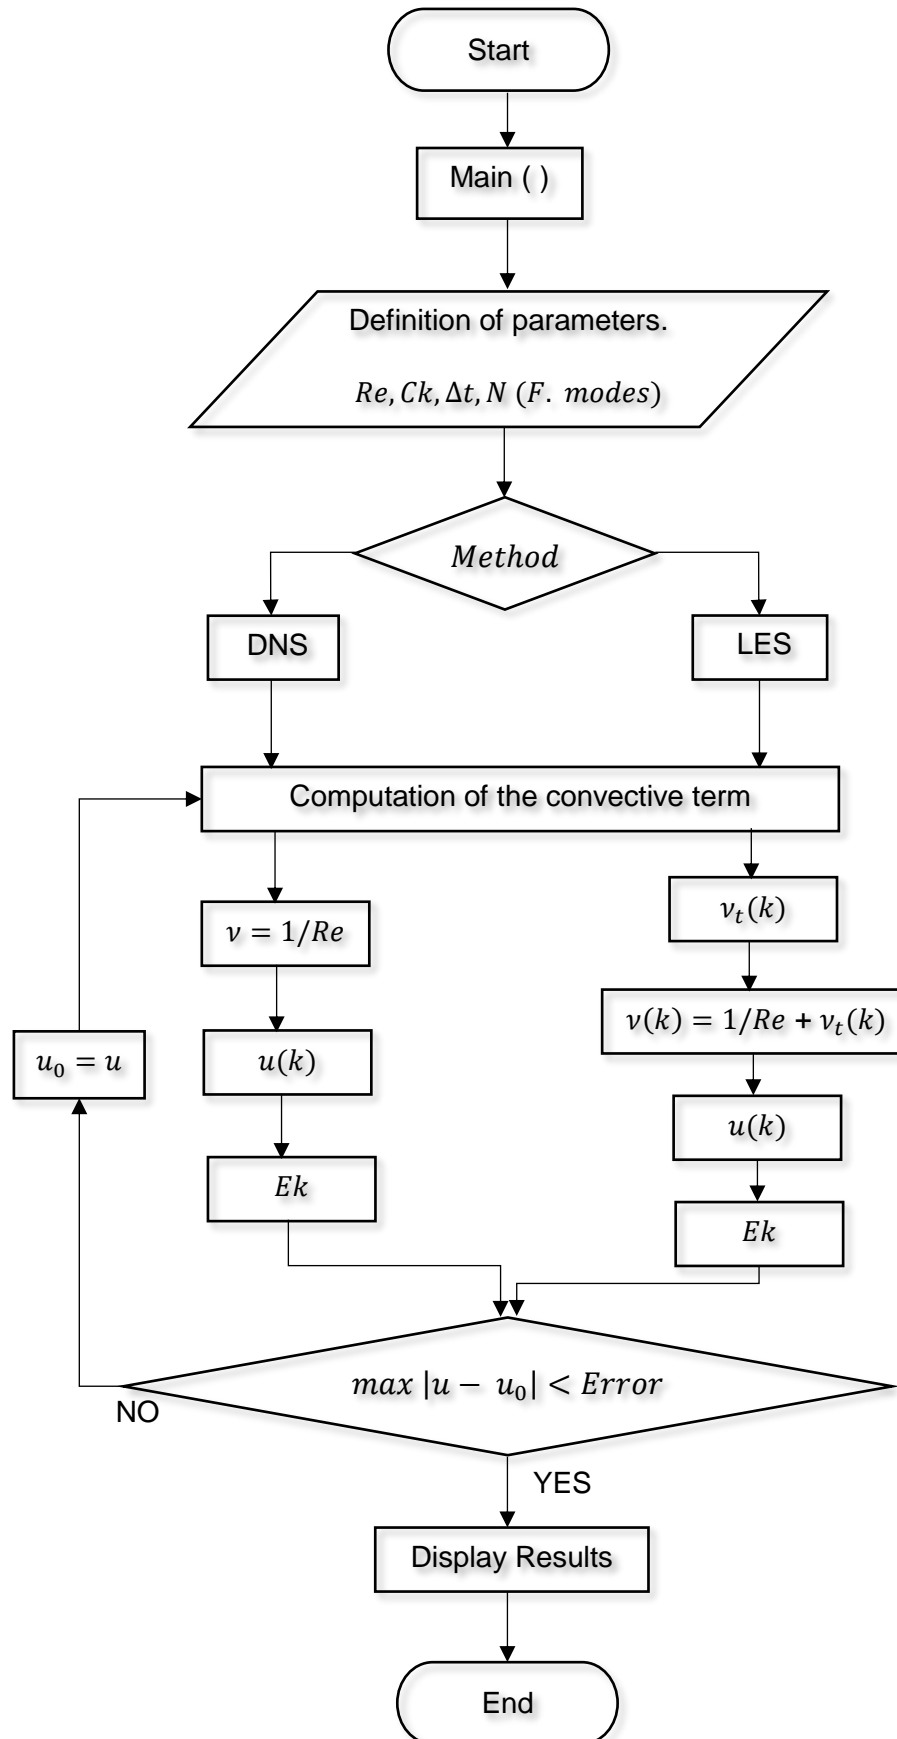 Start
Main ( )
Definition of parameters.
Re, Ck, Δt, N (F. modes)
Method
DNS
LES
Computation of the convective term
ν = 1/Re
ν_t(k)
ν(k) = 1/Re + ν_t(k)
u_0 = u
u(k)
u(k)
Ek
Ek
max |u − u_0| < Error
NO
YES
Display Results
End